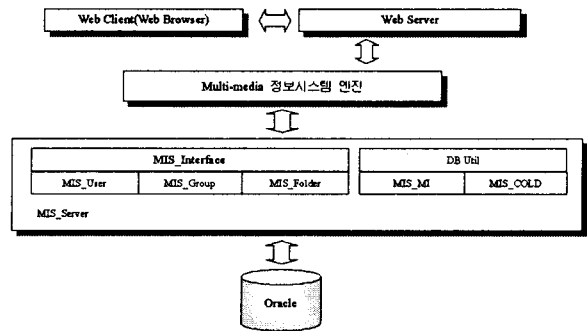 Web Client(Web Browser)
Web Server
Multi-media 정보시스템 엔진
MIS_Interface
DB Util
MIS_User
MIS_Group
MIS_Folder
MIS_MI
MIS_COLD
MIS_Server
Oracle